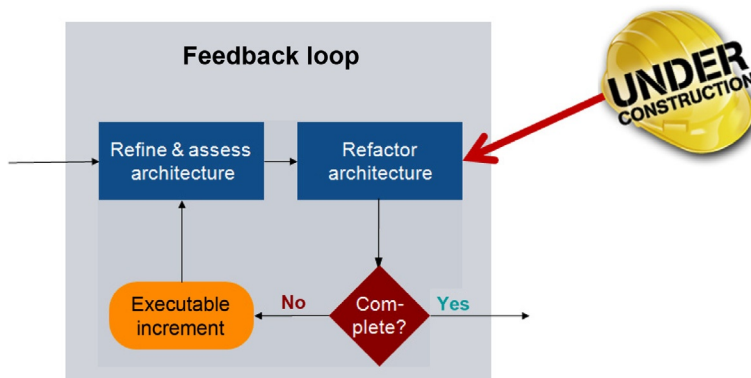 Feedback loop
UNDER
CONSTRUCTION
Refine & assess
architecture
Refactor
architecture
Executable
increment
No
Com-
plete?
Yes